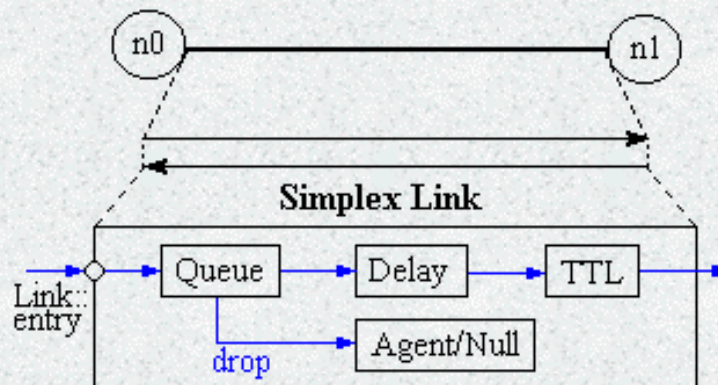 n0
n1
Simplex Link
Queue
Delay
TTL
Link::
entry
drop
Agent/Null